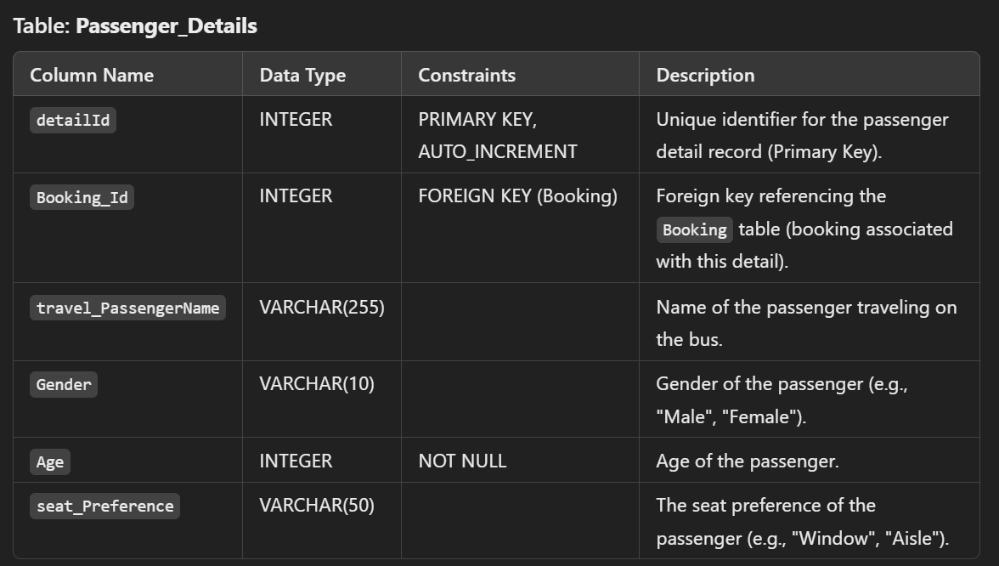 Table: Passenger_Details
Column Name Data Type Constraints Description
detailId INTEGER PRIMARY KEY, Unique identifier for the passenger
AUTO_INCREMENT detail record (Primary Key).
Booking_Id INTEGER FOREIGN KEY (Booking) Foreign key referencing the
Booking table (booking associated
with this detail).
travel_PassengerName VARCHAR(255) Name of the passenger traveling on
the bus.
Gender VARCHAR(10) Gender of the passenger (e.g.,
"Male", "Female").
Age INTEGER NOT NULL Age of the passenger.
seat_Preference VARCHAR(50) The seat preference of the
passenger (e.g., "Window", "Aisle").